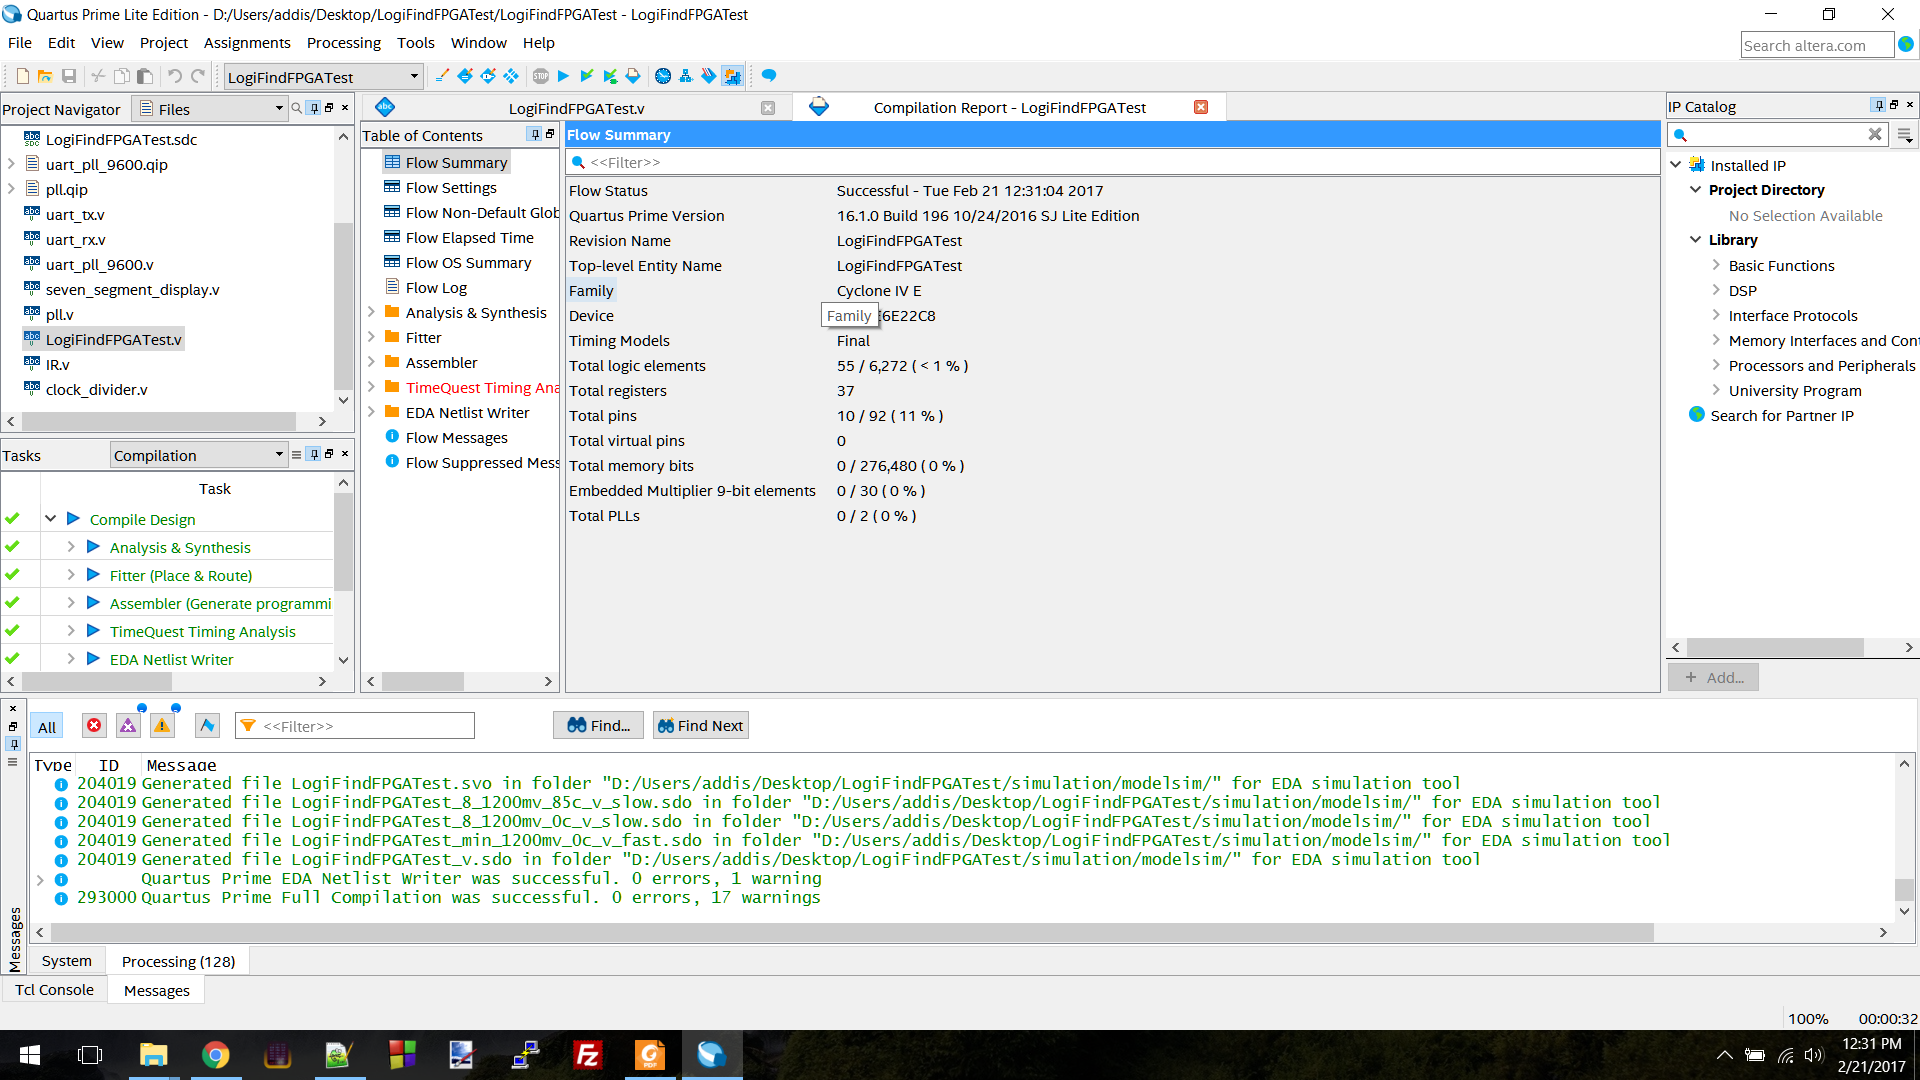 Quartus Prime Lite Edition - D:/Users/addis/Desktop/LogiFindFPGATest/LogiFindFPGATest - LogiFindFPGATest
File Edit View Project Assignments Processing Tools Window Help
Search altera.com
LogiFindFPGATest
STOP
Project Navigator
Files
LogiFindFPGATest.sdc
uart_pll_9600.qip
pll.qip
uart_tx.v
uart_rx.v
uart_pll_9600.v
seven_segment_display.v
pll.v
LogiFindFPGATest.v
IR.v
clock_divider.v
Tasks
Compilation
Task
Compile Design
Analysis & Synthesis
Fitter (Place & Route)
Assembler (Generate programmi
TimeQuest Timing Analysis
EDA Netlist Writer
LogiFindFPGATest.v
Compilation Report - LogiFindFPGATest
Table of Contents
Flow Summary
Flow Settings
Flow Non-Default Glob
Flow Elapsed Time
Flow OS Summary
Flow Log
Analysis & Synthesis
Fitter
Assembler
TimeQuest Timing Ana
EDA Netlist Writer
Flow Messages
Flow Suppressed Mess
Flow Summary
<<Filter>>
Flow Status Successful - Tue Feb 21 12:31:04 2017
Quartus Prime Version 16.1.0 Build 196 10/24/2016 SJ Lite Edition
Revision Name LogiFindFPGATest
Top-level Entity Name LogiFindFPGATest
Family Cyclone IV E
Device E6E22C8
Family
Timing Models Final
Total logic elements 55 / 6,272 ( < 1 % )
Total registers 37
Total pins 10 / 92 ( 11 % )
Total virtual pins 0
Total memory bits 0 / 276,480 ( 0 % )
Embedded Multiplier 9-bit elements 0 / 30 ( 0 % )
Total PLLs 0 / 2 ( 0 % )
IP Catalog
Installed IP
Project Directory
No Selection Available
Library
Basic Functions
DSP
Interface Protocols
Memory Interfaces and Cont
Processors and Peripherals
University Program
Search for Partner IP
+ Add...
All
<<Filter>>
Find...
Find Next
Type ID Message
204019 Generated file LogiFindFPGATest.svo in folder "D:/Users/addis/Desktop/LogiFindFPGATest/simulation/modelsim/" for EDA simulation tool
204019 Generated file LogiFindFPGATest_8_1200mv_85c_v_slow.sdo in folder "D:/Users/addis/Desktop/LogiFindFPGATest/simulation/modelsim/" for EDA simulation tool
204019 Generated file LogiFindFPGATest_8_1200mv_0c_v_slow.sdo in folder "D:/Users/addis/Desktop/LogiFindFPGATest/simulation/modelsim/" for EDA simulation tool
204019 Generated file LogiFindFPGATest_min_1200mv_0c_v_fast.sdo in folder "D:/Users/addis/Desktop/LogiFindFPGATest/simulation/modelsim/" for EDA simulation tool
204019 Generated file LogiFindFPGATest_v.sdo in folder "D:/Users/addis/Desktop/LogiFindFPGATest/simulation/modelsim/" for EDA simulation tool
Quartus Prime EDA Netlist Writer was successful. 0 errors, 1 warning
293000 Quartus Prime Full Compilation was successful. 0 errors, 17 warnings
Messages
System
Processing (128)
Tcl Console
Messages
100% 00:00:32
12:31 PM
2/21/2017